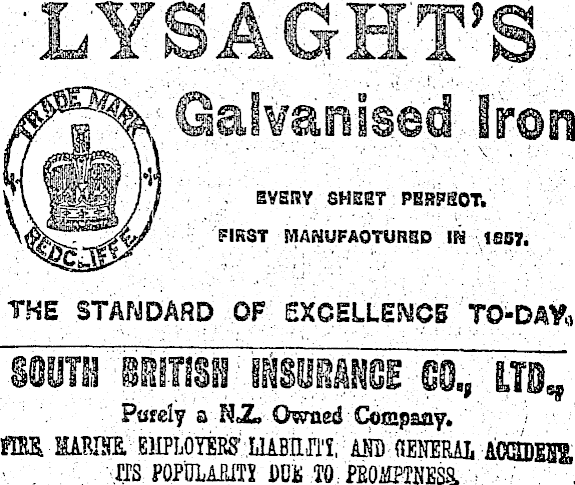 LYSAGHT'S
TRADE MARK
REDCLIFFE
Galvanised Iron
EVERY SHEET PERFECT.
FIRST MANUFACTURED IN 1857.
THE STANDARD OF EXCELLENCE TO-DAY.
SOUTH BRITISH INSURANCE CO., LTD.,
Purely a N.Z. Owned Company.
FIRE, MARINE, EMPLOYERS' LIABILITY, AND GENERAL ACCIDENT.
ITS POPULARITY DUE TO PROMPTNESS.